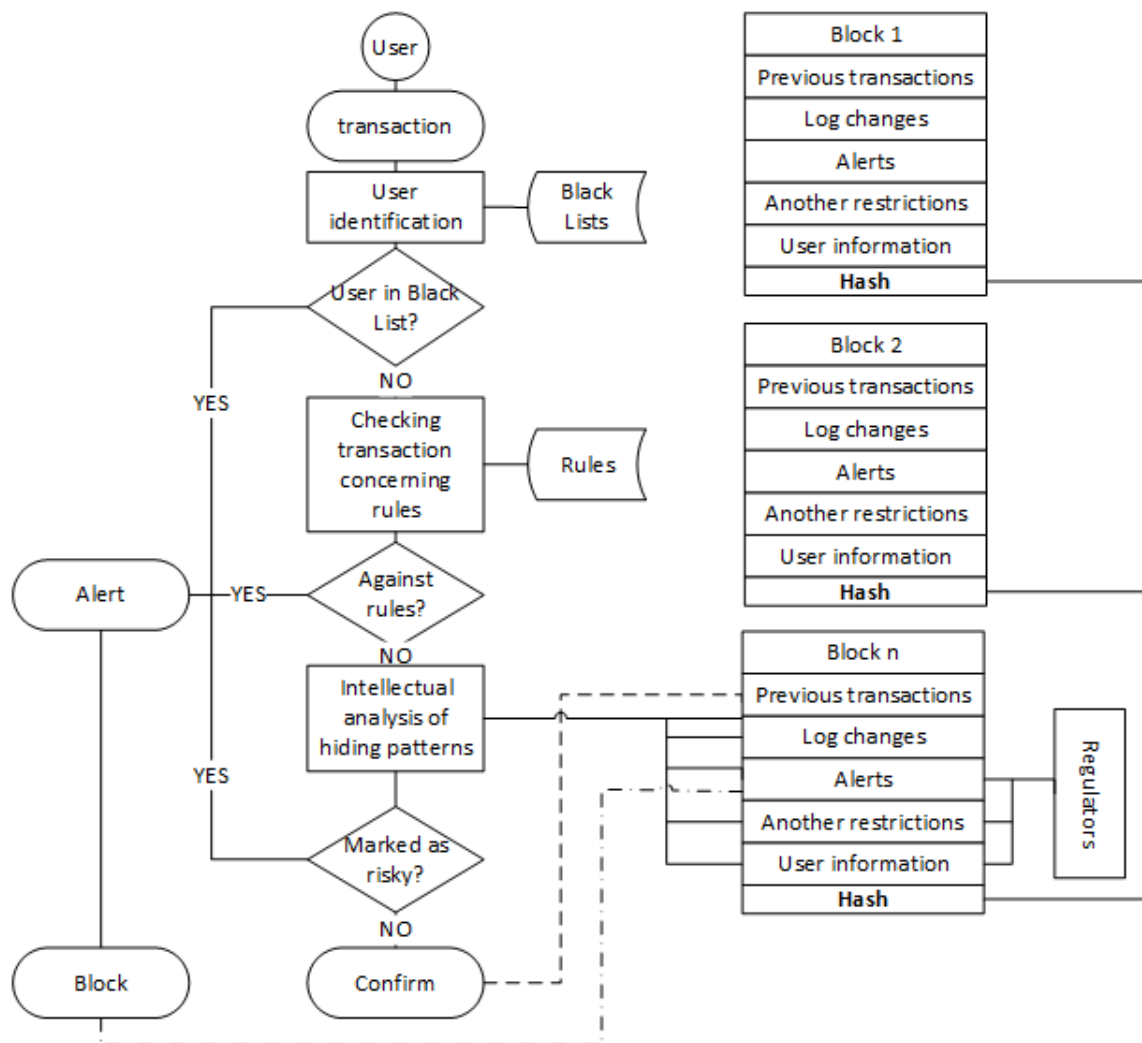 User
transaction
User
identification
Black
Lists
User in Black
List?
YES
NO
Checking
transaction
concerning
rules
Rules
Alert
YES
Against
rules?
NO
Intellectual
analysis of
hiding patterns
YES
Marked as
risky?
NO
Block
Confirm
Block 1
Previous transactions
Log changes
Alerts
Another restrictions
User information
Hash
Block 2
Previous transactions
Log changes
Alerts
Another restrictions
User information
Hash
Block n
Previous transactions
Log changes
Alerts
Another restrictions
User information
Hash
Regulators